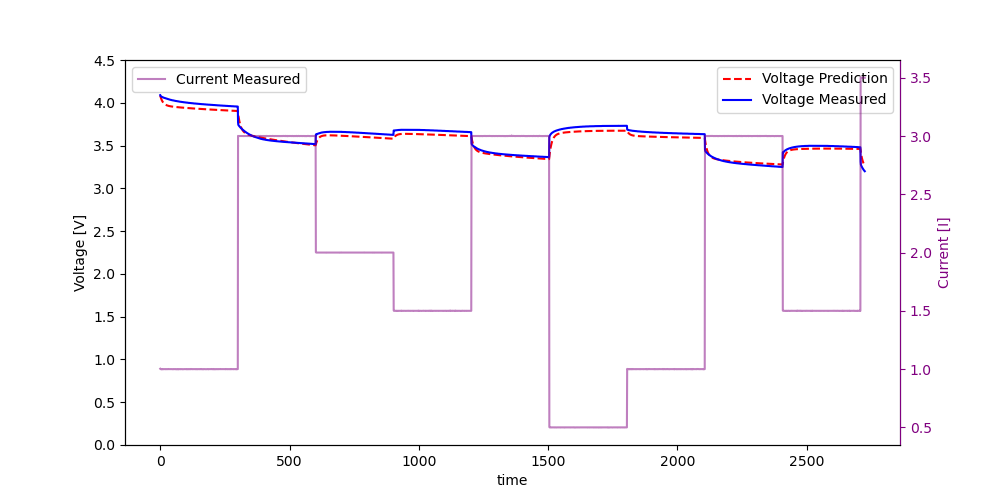 Current Measured
Voltage Prediction
Voltage Measured
4.5
4.0
3.5
3.0
2.5
2.0
1.5
1.0
0.5
0.0
Voltage [V]
3.5
3.0
2.5
2.0
1.5
1.0
0.5
Current [I]
0 500 1000 1500 2000 2500
time